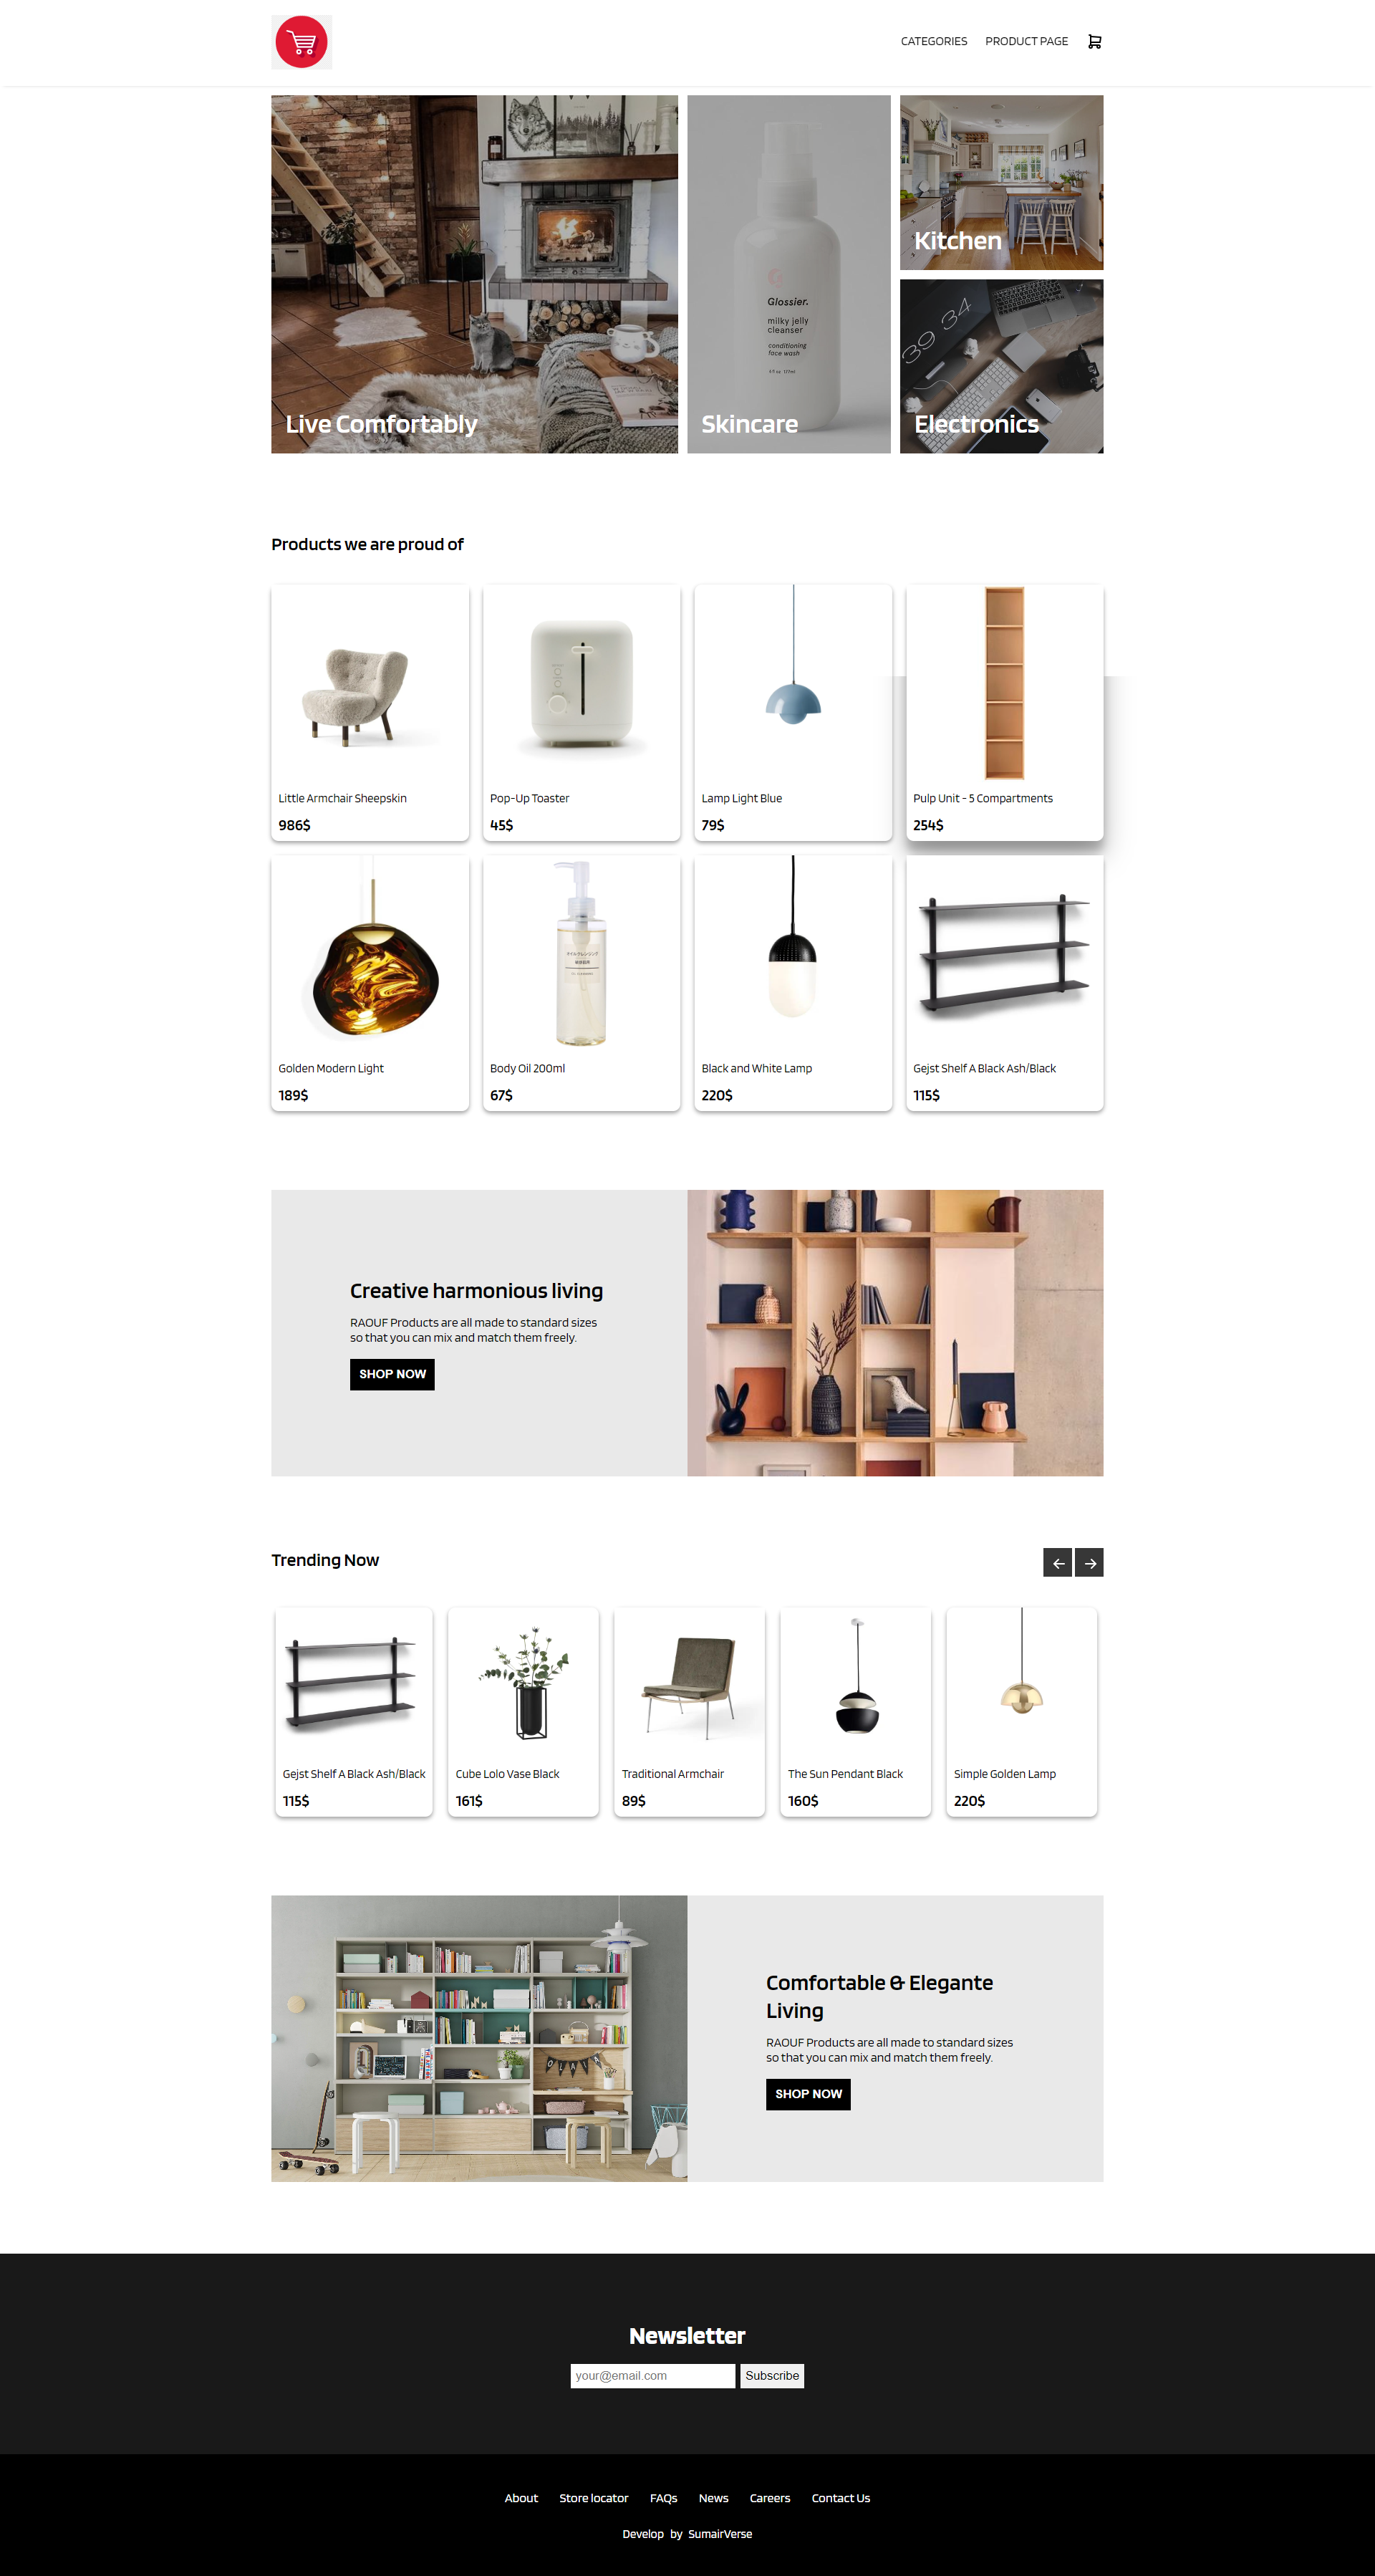 CATEGORIES
PRODUCT PAGE
39 34
Glossier.
milky jelly
cleanser
conditioning
face wash
Live Comfortably
Skincare
Kitchen
Electronics
Products we are proud of
Little Armchair Sheepskin
986$
Pop-Up Toaster
45$
Lamp Light Blue
79$
Pulp Unit - 5 Compartments
254$
Golden Modern Light
189$
Body Oil 200ml
67$
Black and White Lamp
220$
Gejst Shelf A Black Ash/Black
115$
Creative harmonious living
RAOUF Products are all made to standard sizes
so that you can mix and match them freely.
SHOP NOW
Trending Now
Gejst Shelf A Black Ash/Black
115$
Cube Lolo Vase Black
161$
Traditional Armchair
89$
The Sun Pendant Black
160$
Simple Golden Lamp
220$
Comfortable & Elegante
Living
RAOUF Products are all made to standard sizes
so that you can mix and match them freely.
SHOP NOW
Newsletter
your@email.com
Subscribe
About
Store locator
FAQs
News
Careers
Contact Us
Develop by SumairVerse